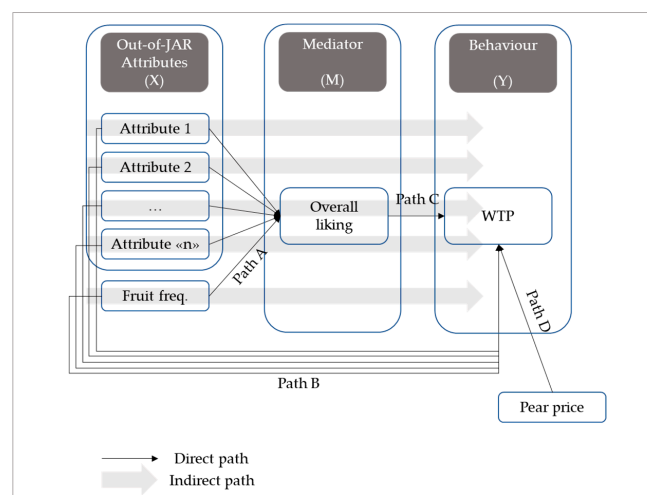 Out-of-JAR
Attributes
(X)
Mediator
(M)
Behaviour
(Y)
Attribute 1
Attribute 2
…
Attribute «n»
Fruit freq.
Path A
Overall
liking
Path C
WTP
Path D
Path B
Pear price
Direct path
Indirect path